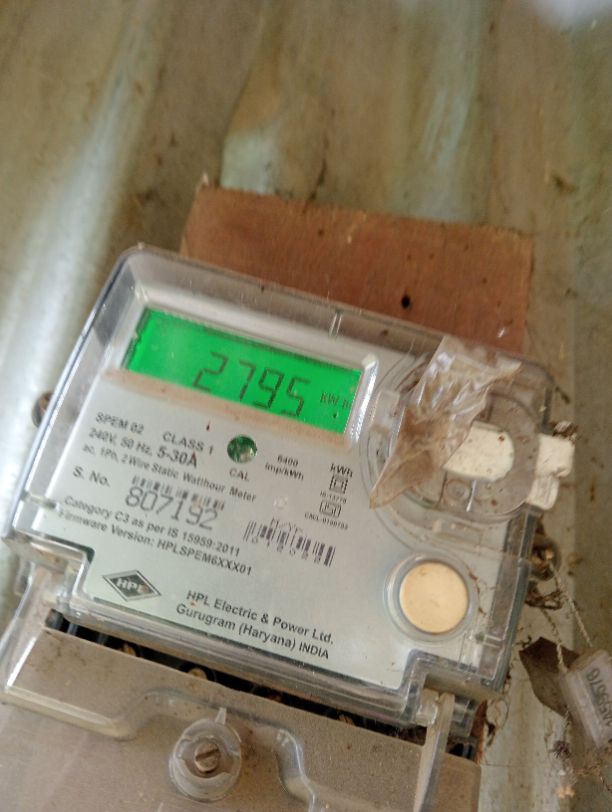 2795 kWh
SPEM 02 CLASS 1
240V, 50 Hz, 5-30A
ac, 1Ph, 2 Wire Static Watthour Meter
CAL
6400
imp/kWh
kWh
IS 13779
S. No.
807192
Category C3 as per IS 15959:2011
Firmware Version: HPLSPEM6XXX01
HPL
HPL Electric & Power Ltd.
Gurugram (Haryana) INDIA